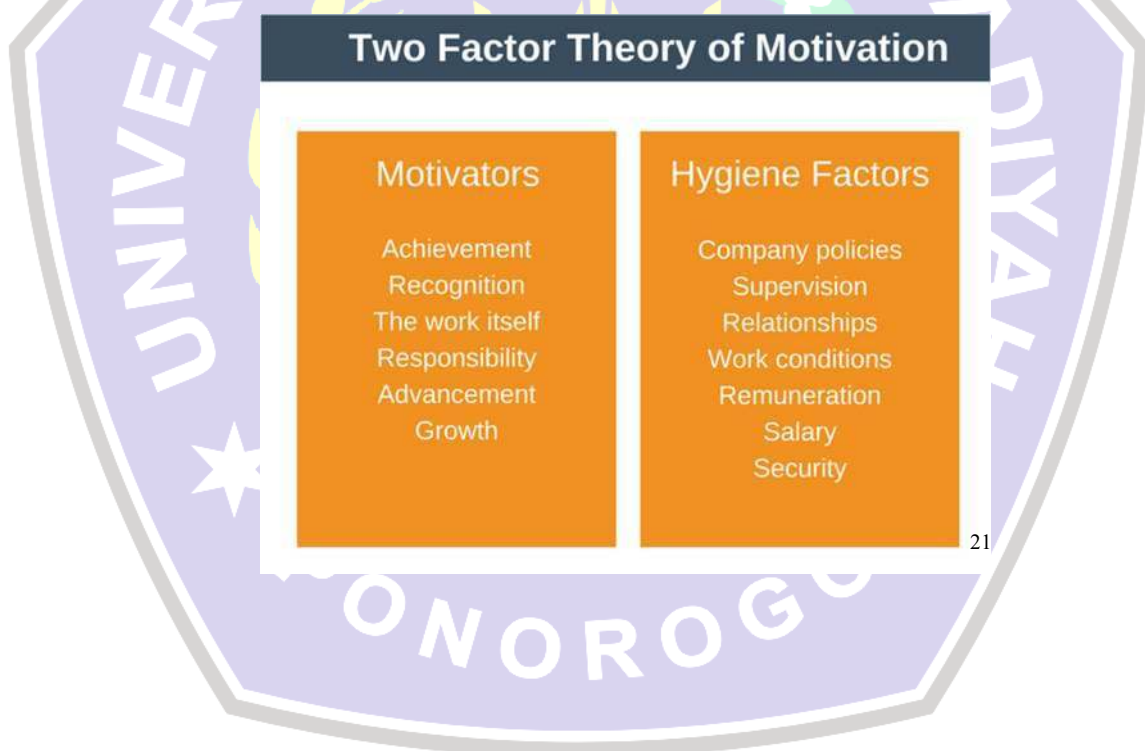 Two Factor Theory of Motivation
Motivators
Achievement
Recognition
The work itself
Responsibility
Advancement
Growth
Hygiene Factors
Company policies
Supervision
Relationships
Work conditions
Remuneration
Salary
Security
21